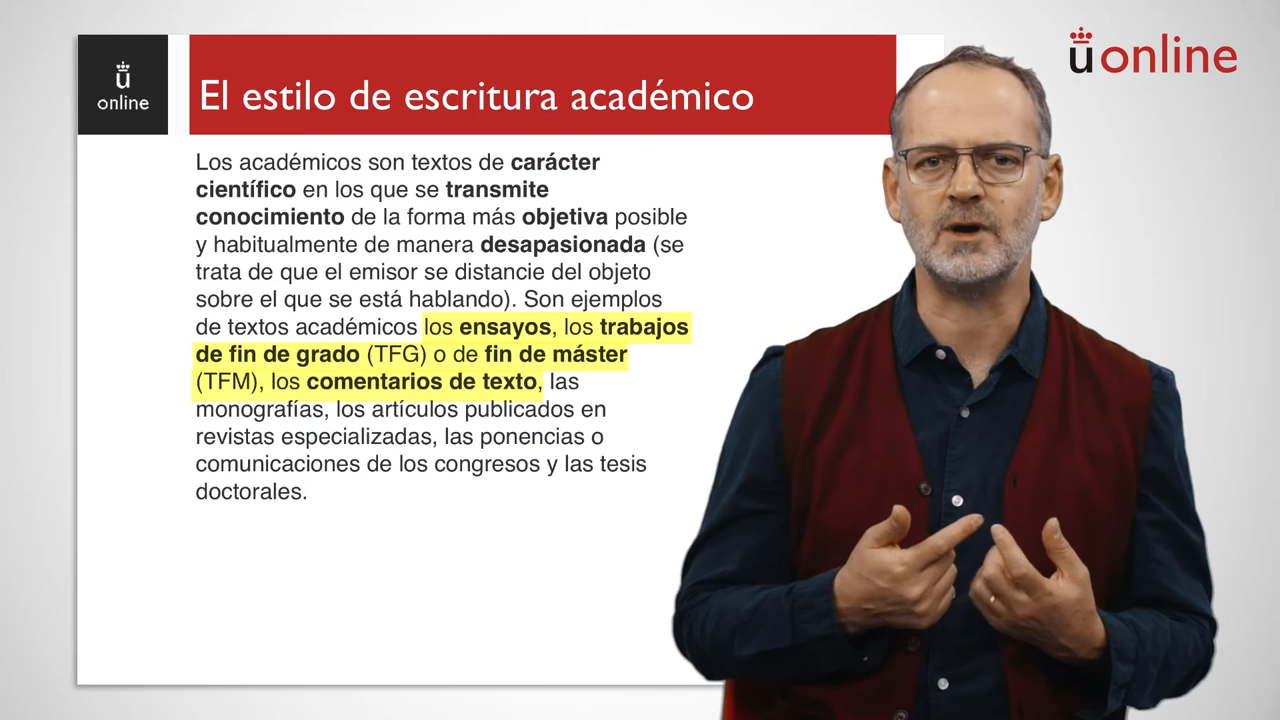 ü online
ü
online
El estilo de escritura académico
Los académicos son textos de carácter
científico en los que se transmite
conocimiento de la forma más objetiva posible
y habitualmente de manera desapasionada (se
trata de que el emisor se distancie del objeto
sobre el que se está hablando). Son ejemplos
de textos académicos los ensayos, los trabajos
de fin de grado (TFG) o de fin de máster
(TFM), los comentarios de texto, las
monografías, los artículos publicados en
revistas especializadas, las ponencias o
comunicaciones de los congresos y las tesis
doctorales.